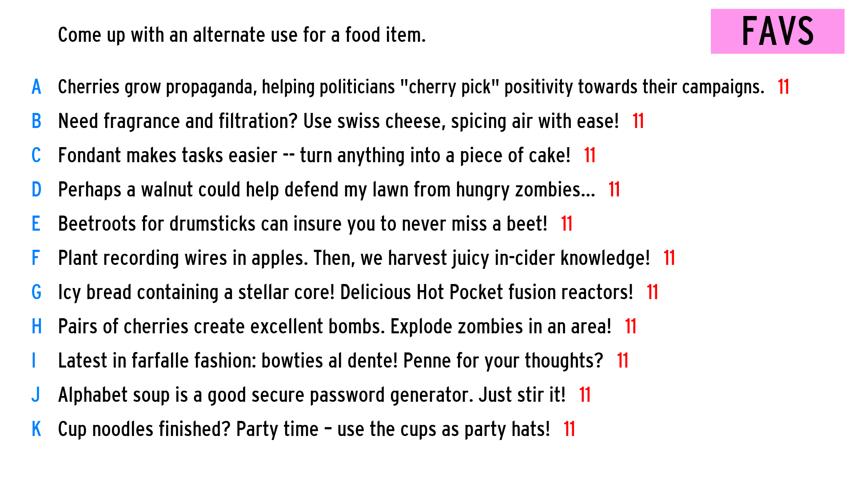 Come up with an alternate use for a food item.
FAVS
A Cherries grow propaganda, helping politicians "cherry pick" positivity towards their campaigns. 11
B Need fragrance and filtration? Use swiss cheese, spicing air with ease! 11
C Fondant makes tasks easier -- turn anything into a piece of cake! 11
D Perhaps a walnut could help defend my lawn from hungry zombies... 11
E Beetroots for drumsticks can insure you to never miss a beet! 11
F Plant recording wires in apples. Then, we harvest juicy in-cider knowledge! 11
G Icy bread containing a stellar core! Delicious Hot Pocket fusion reactors! 11
H Pairs of cherries create excellent bombs. Explode zombies in an area! 11
I Latest in farfalle fashion: bowties al dente! Penne for your thoughts? 11
J Alphabet soup is a good secure password generator. Just stir it! 11
K Cup noodles finished? Party time – use the cups as party hats! 11